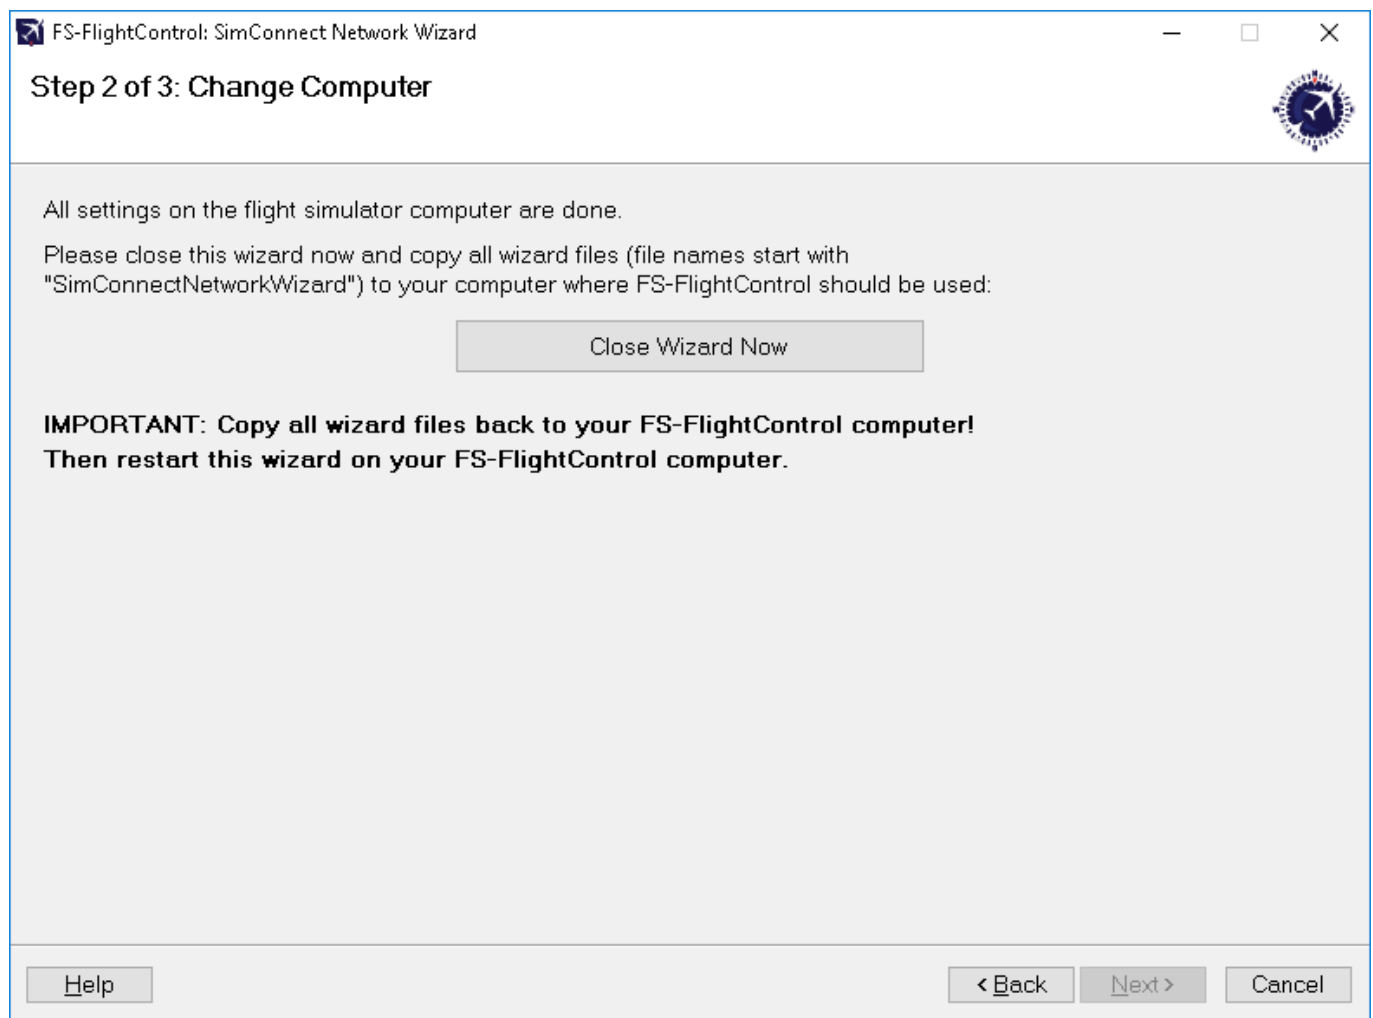 FS-FlightControl: SimConnect Network Wizard
Step 2 of 3: Change Computer
All settings on the flight simulator computer are done.
Please close this wizard now and copy all wizard files (file names start with
"SimConnectNetworkWizard") to your computer where FS-FlightControl should be used:
Close Wizard Now
IMPORTANT: Copy all wizard files back to your FS-FlightControl computer!
Then restart this wizard on your FS-FlightControl computer.
Help
< Back
Next >
Cancel